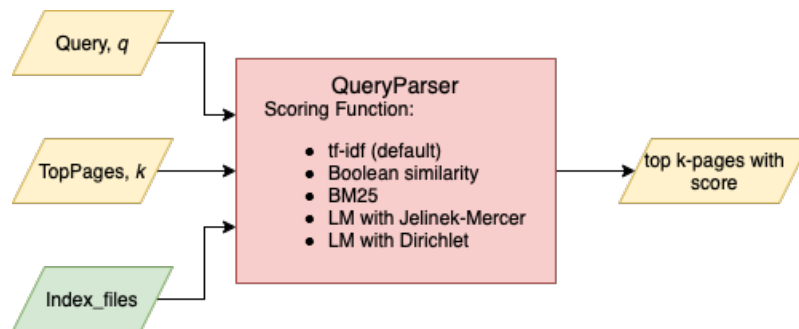 Query, q
TopPages, k
Index_files
QueryParser
Scoring Function:
● tf-idf (default)
● Boolean similarity
● BM25
● LM with Jelinek-Mercer
● LM with Dirichlet
top k-pages with
score